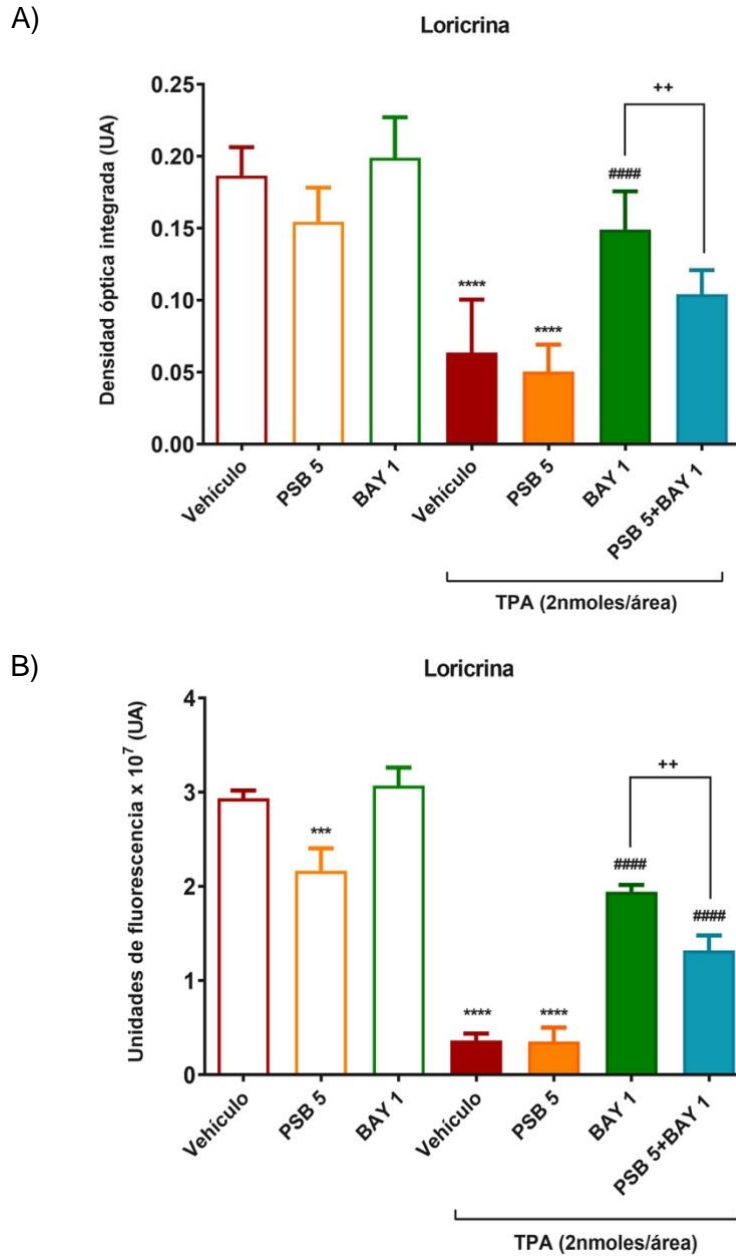 A)
Loricrina
Densidad óptica integrada (UA)
0.25
0.20
0.15
0.10
0.05
0.00
++
####
****
****
Vehículo
PSB 5
BAY 1
Vehículo
PSB 5
BAY 1
PSB 5+BAY 1
TPA (2nmoles/área)
B)
Loricrina
Unidades de fluorescencia x 10⁷ (UA)
4
3
2
1
0
++
***
####
####
****
****
Vehículo
PSB 5
BAY 1
Vehículo
PSB 5
BAY 1
PSB 5+BAY 1
TPA (2nmoles/área)